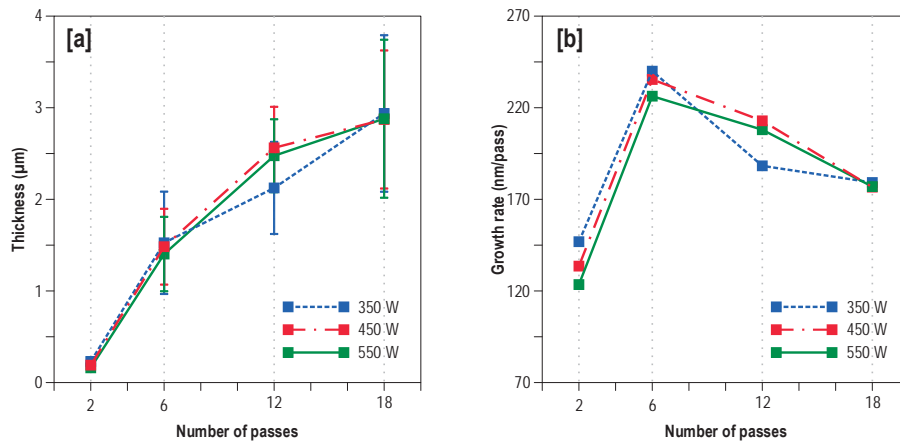 [a]
Thickness (µm)
4
3
2
1
0
2 6 12 18
Number of passes
350 W
450 W
550 W
[b]
Growth rate (nm/pass)
270
220
170
120
70
2 6 12 18
Number of passes
350 W
450 W
550 W